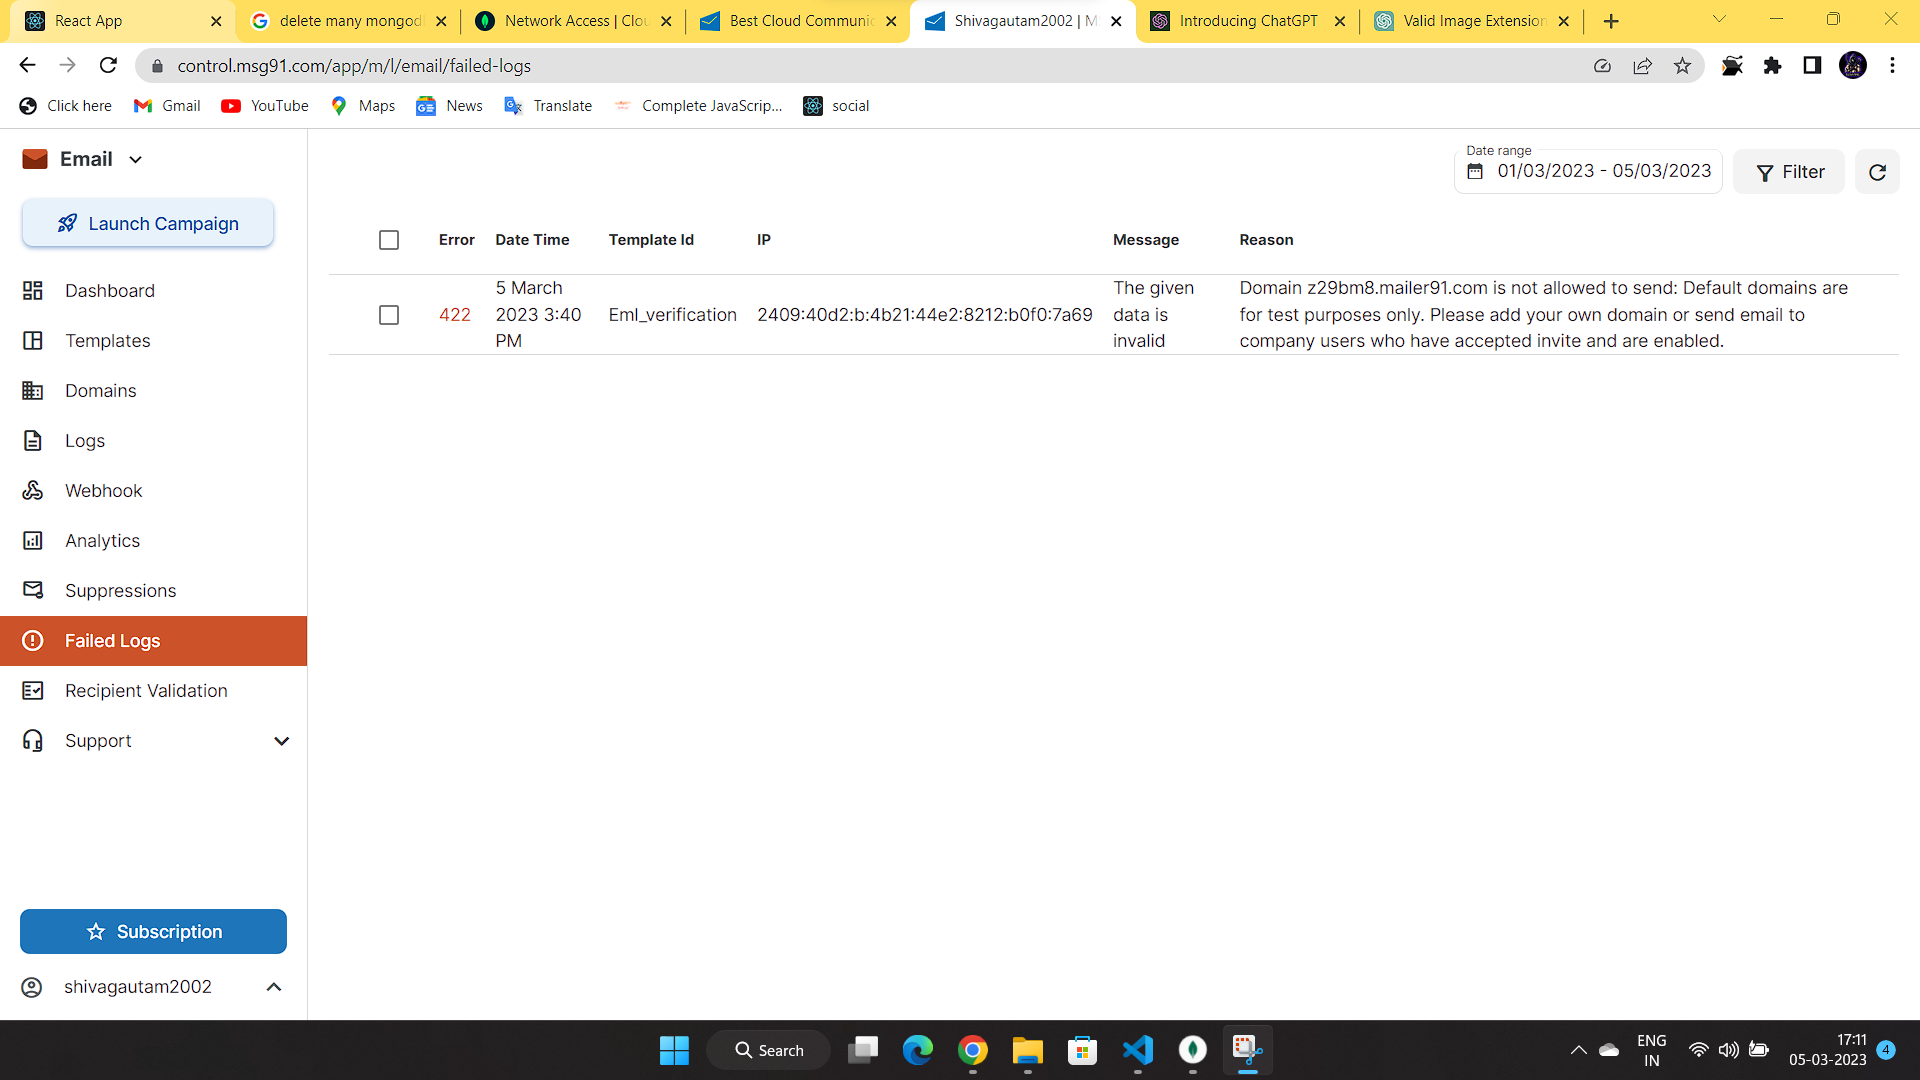 React App
delete many mongod
Network Access | Clou
Best Cloud Communic
Shivagautam2002 | M
Introducing ChatGPT
Valid Image Extension
control.msg91.com/app/m/l/email/failed-logs
Click here
Gmail
YouTube
Maps
News
Translate
Complete JavaScrip...
social
Email
Launch Campaign
Dashboard
Templates
Domains
Logs
Webhook
Analytics
Suppressions
Failed Logs
Recipient Validation
Support
Subscription
shivagautam2002
Date range
01/03/2023 - 05/03/2023
Filter
Error Date Time Template Id IP Message Reason
422
5 March
2023 3:40
PM
Eml_verification
2409:40d2:b:4b21:44e2:8212:b0f0:7a69
The given
data is
invalid
Domain z29bm8.mailer91.com is not allowed to send: Default domains are
for test purposes only. Please add your own domain or send email to
company users who have accepted invite and are enabled.
Search
ENG
IN
17:11
05-03-2023
4